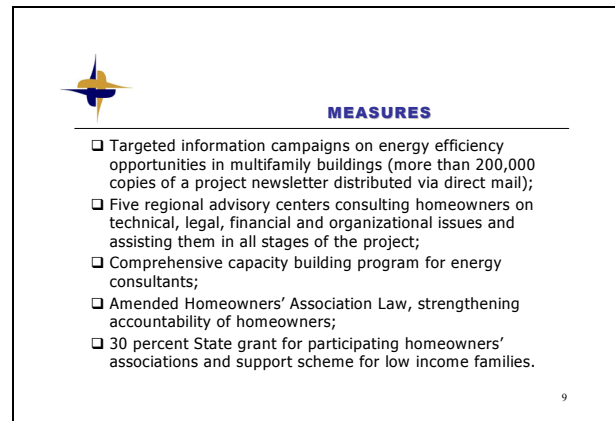 MEASURES
❑ Targeted information campaigns on energy efficiency
opportunities in multifamily buildings (more than 200,000
copies of a project newsletter distributed via direct mail);
❑ Five regional advisory centers consulting homeowners on
technical, legal, financial and organizational issues and
assisting them in all stages of the project;
❑ Comprehensive capacity building program for energy
consultants;
❑ Amended Homeowners’ Association Law, strengthening
accountability of homeowners;
❑ 30 percent State grant for participating homeowners’
associations and support scheme for low income families.
9